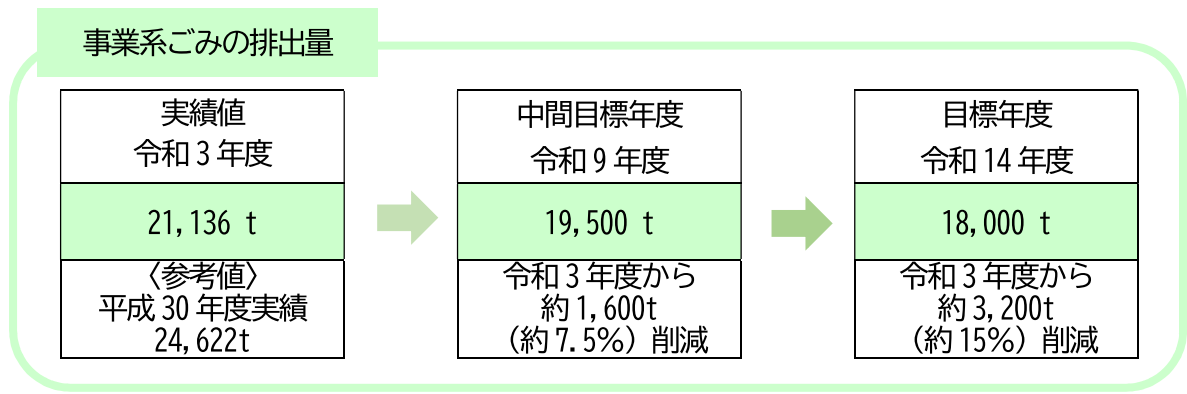 事業系ごみの排出量
実績値
令和3年度
21,136 t
〈参考値〉
平成30年度実績
24,622t
中間目標年度
令和9年度
19,500 t
令和3年度から
約1,600t
（約7.5%）削減
目標年度
令和14年度
18,000 t
令和3年度から
約3,200t
（約15%）削減